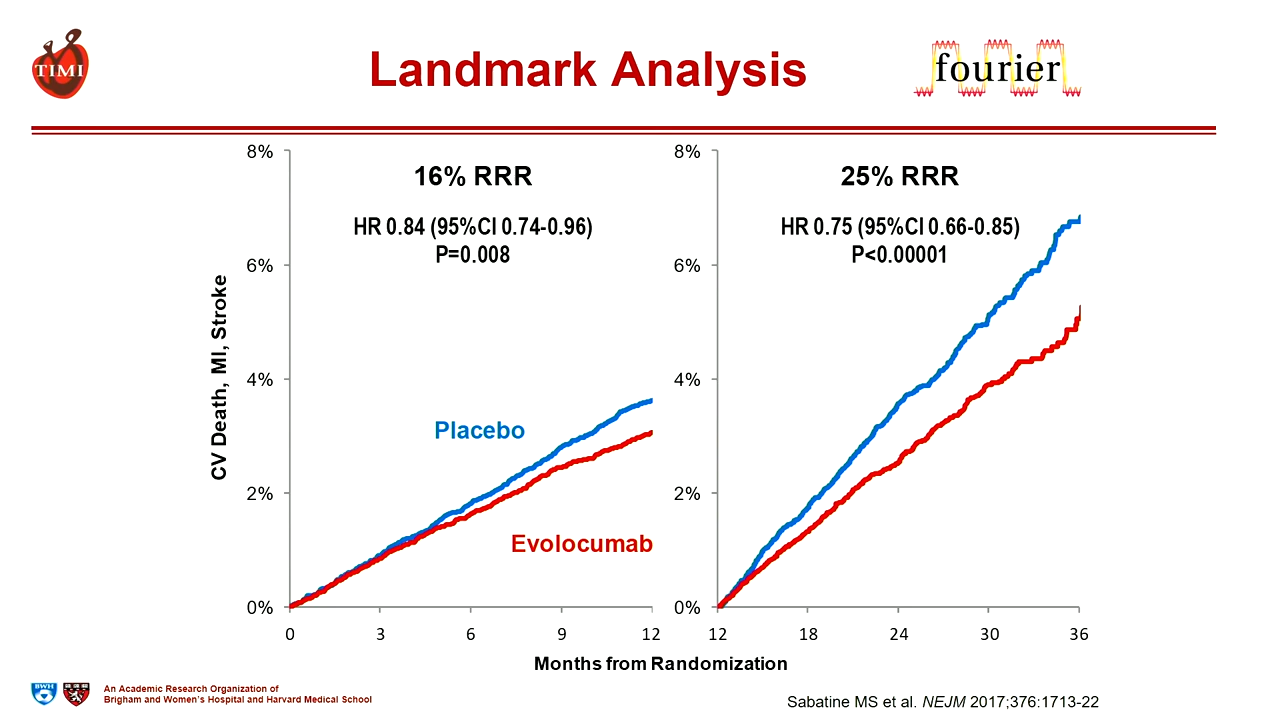 TIMI
Landmark Analysis
fourier
8%
6%
4%
2%
0%
CV Death, MI, Stroke
16% RRR
HR 0.84 (95%CI 0.74-0.96)
P=0.008
Placebo
Evolocumab
0 3 6 9 12
8%
6%
4%
2%
0%
25% RRR
HR 0.75 (95%CI 0.66-0.85)
P<0.00001
12 18 24 30 36
Months from Randomization
BWH
An Academic Research Organization of
Brigham and Women's Hospital and Harvard Medical School
Sabatine MS et al. NEJM 2017;376:1713-22